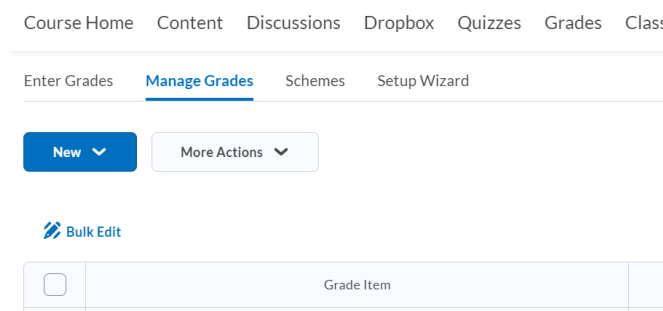 Course Home Content Discussions Dropbox Quizzes Grades
Enter Grades Manage Grades Schemes Setup Wizard
New More Actions
Bulk Edit
Grade Item